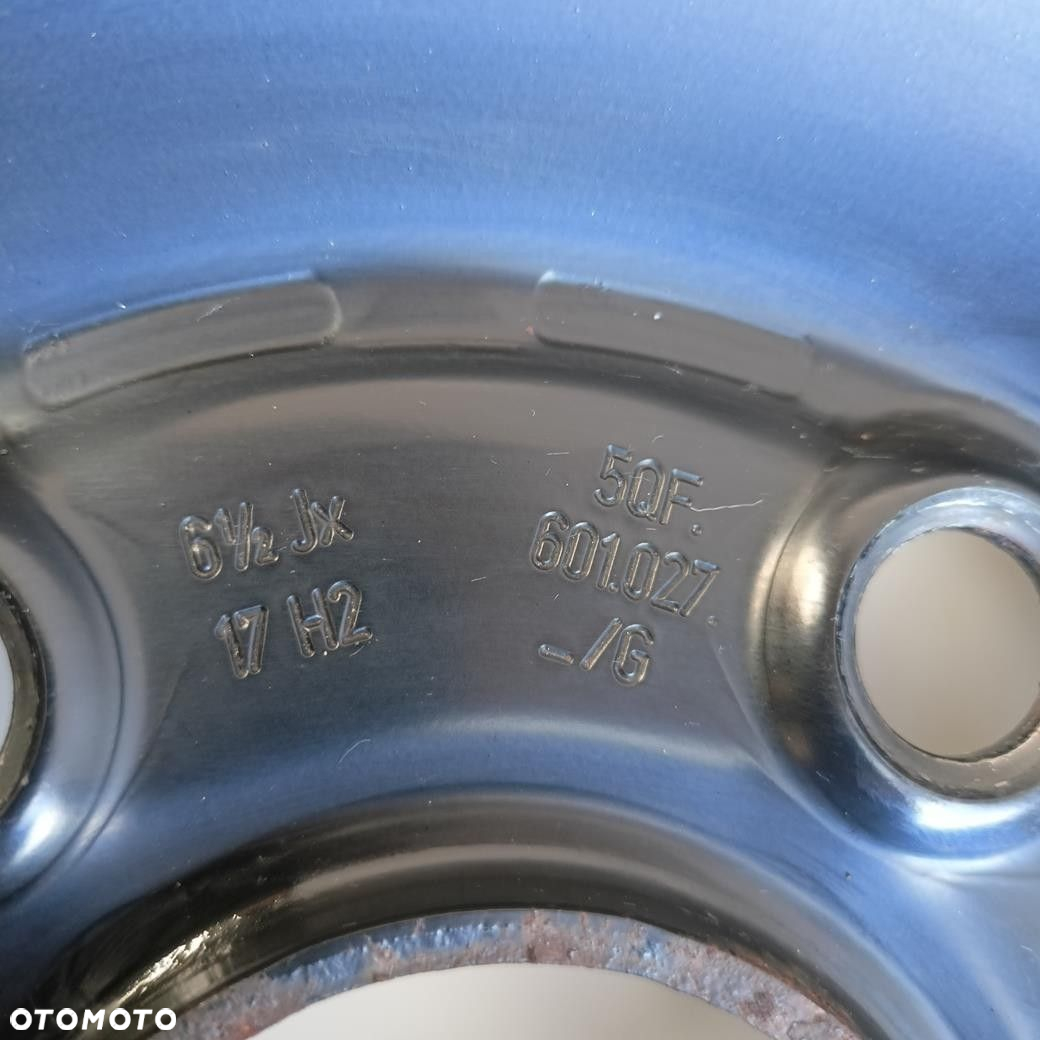 6½ Jx
17 H2
5QF.
601.027.
-/G
OTOMOTO